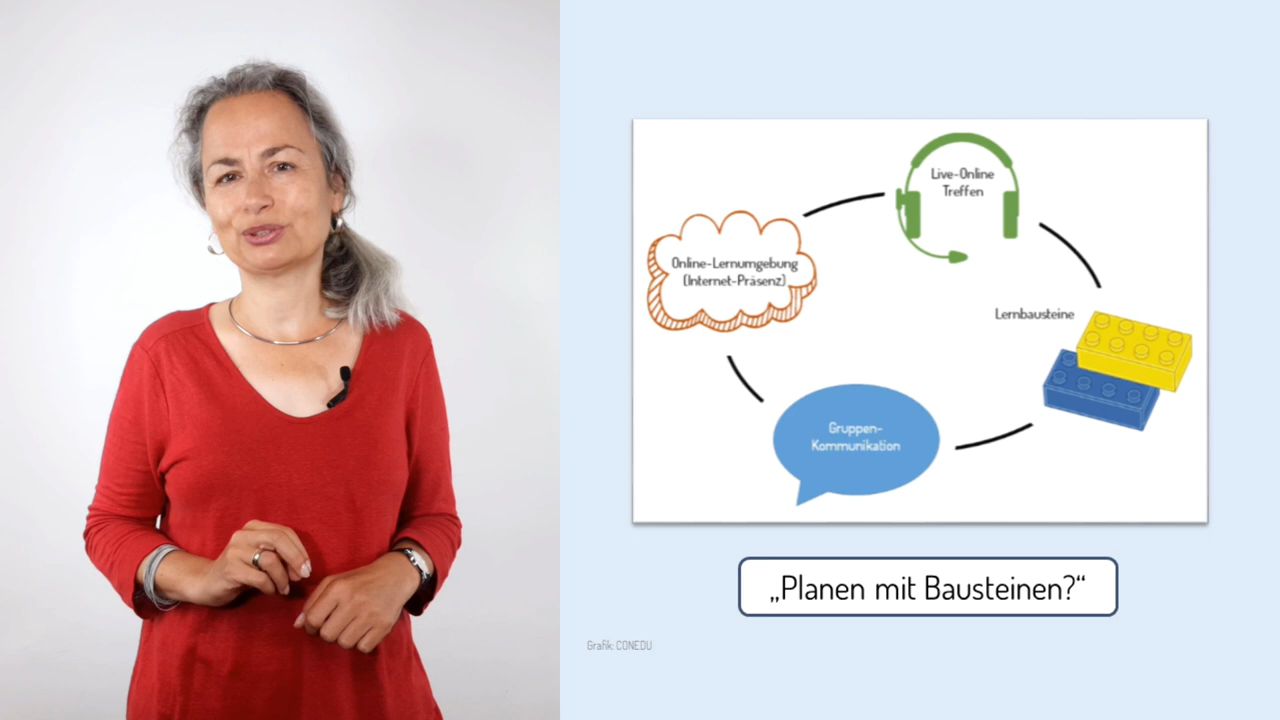 Live-Online
Treffen
Online-Lernumgebung
(Internet-Präsenz)
Lernbausteine
Gruppen-
Kommunikation
„Planen mit Bausteinen?“
Grafik: CONEDU